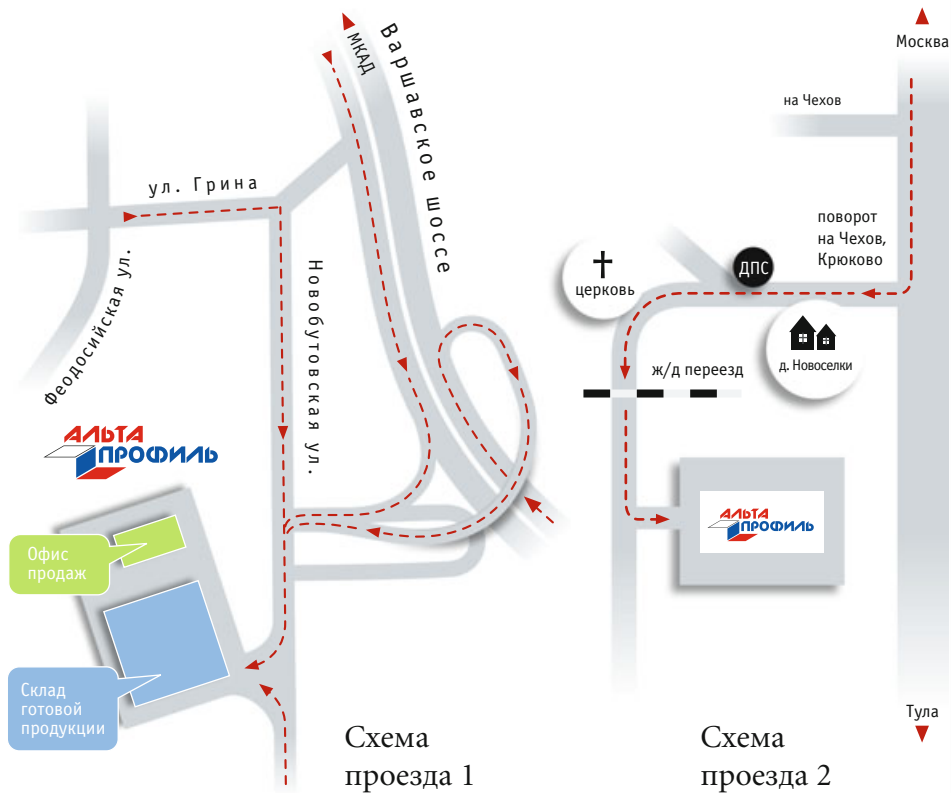 МКАД
Варшавское шоссе
ул. Грина
Феодосийская ул.
Новобутовская ул.
АЛЬТА
ПРОФИЛЬ
Офис
продаж
Склад
готовой
продукции
Схема
проезда 1
Москва
на Чехов
поворот
на Чехов,
Крюково
ДПС
церковь
д. Новоселки
ж/д переезд
АЛЬТА
ПРОФИЛЬ
Тула
Схема
проезда 2